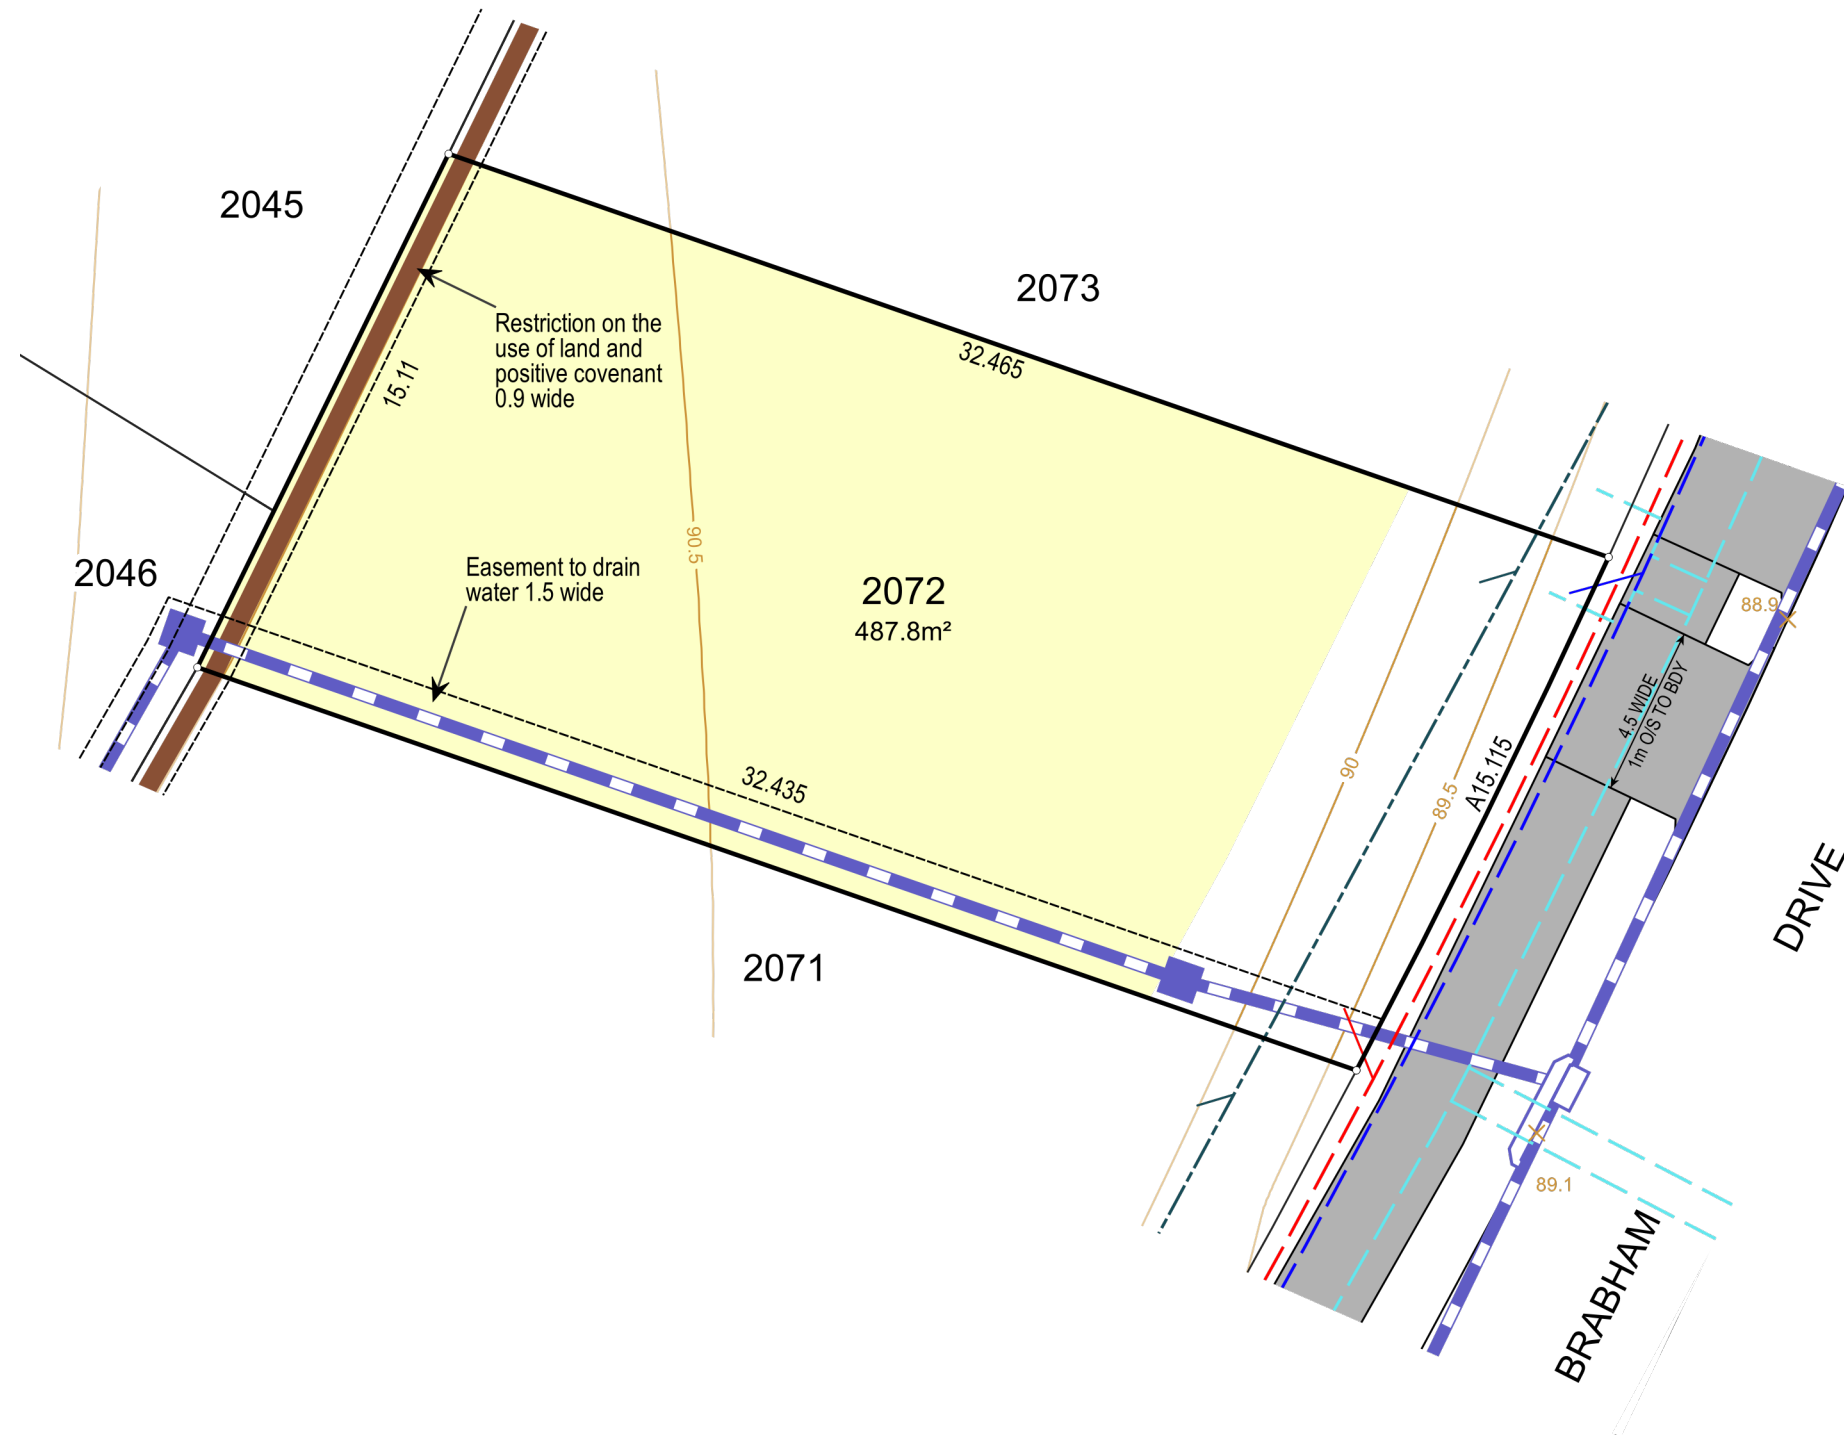 2045
2073
Restriction on the
use of land and
positive covenant
0.9 wide
32.465
15.11
90.5
2046
Easement to drain
water 1.5 wide
2072
487.8m²
88.9
4.5 WIDE
1m O/S TO BDY
90
89.5
A15.115
32.435
2071
DRIVE
89.1
BRABHAM